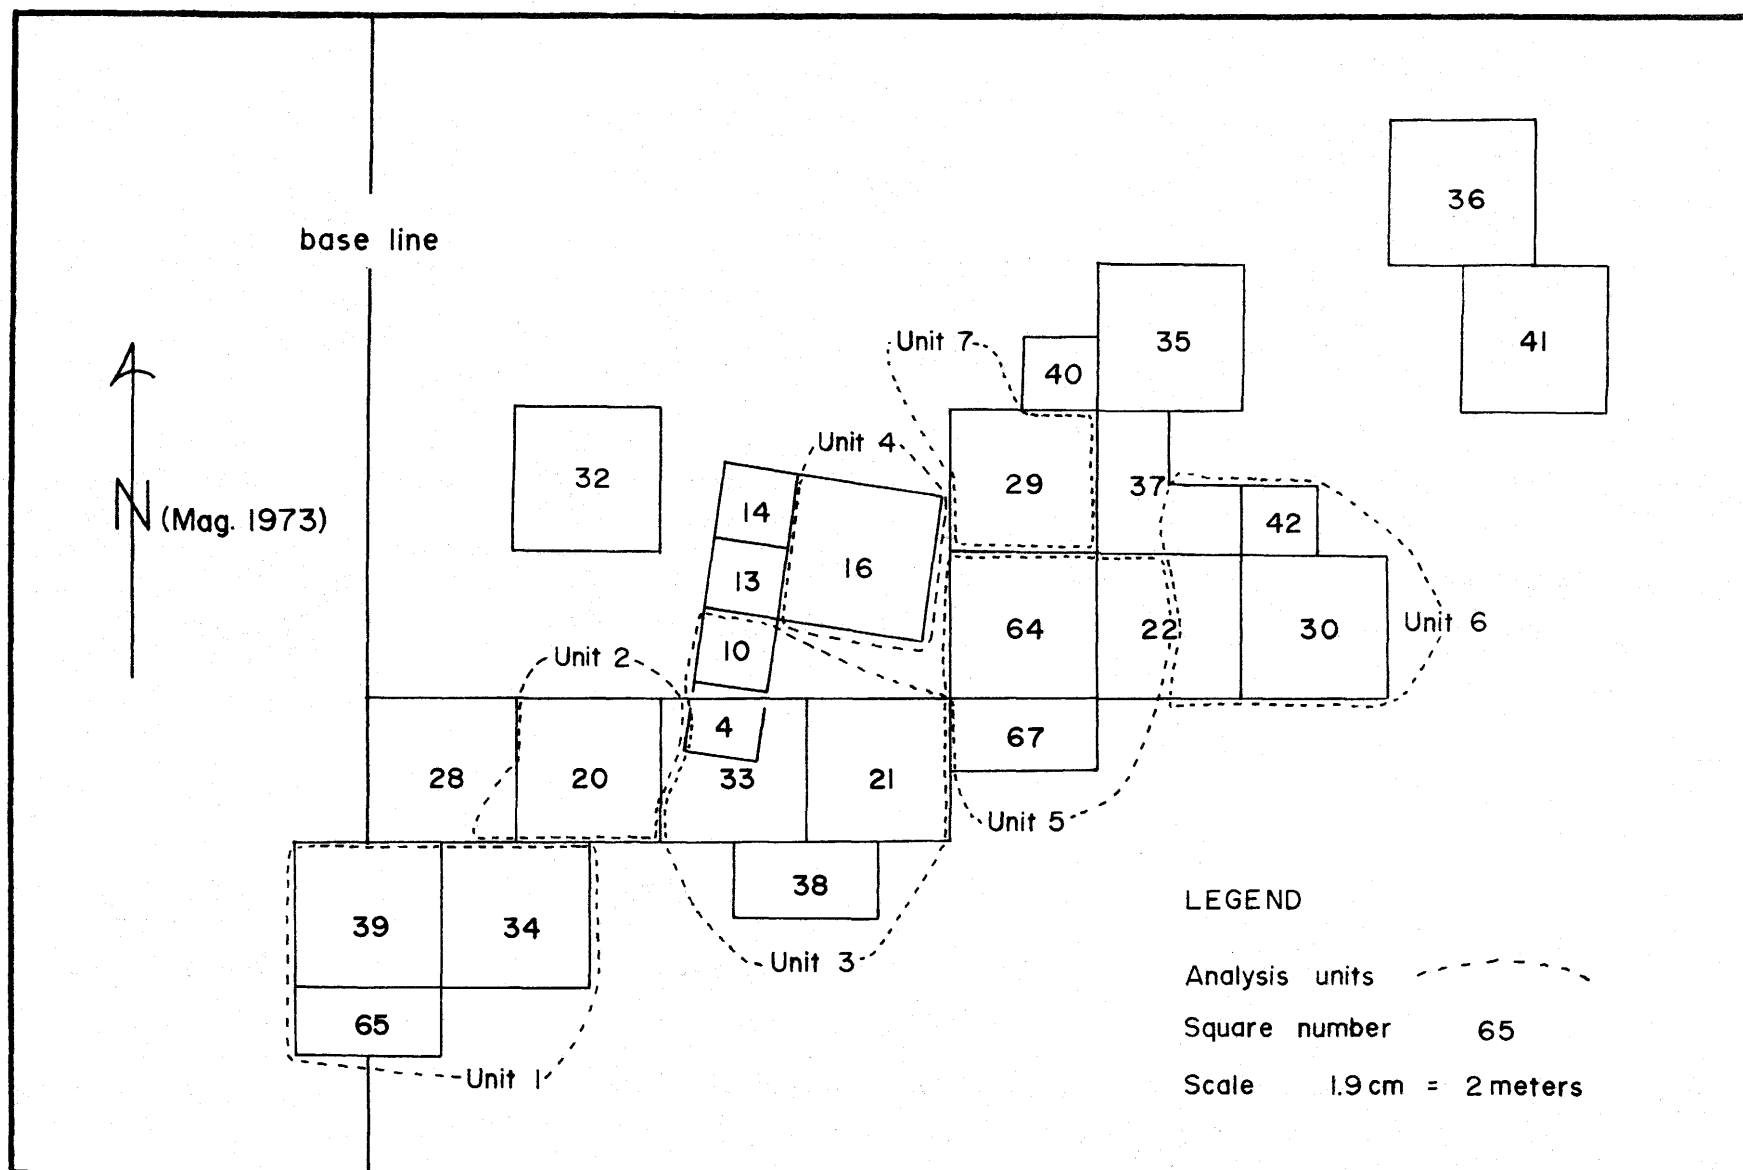 36
base line
35
41
Unit 7
40
Unit 4
32
29
37
14
42
N (Mag. 1973)
16
13
64
22
30
Unit 6
10
Unit 2
4
67
28
20
33
21
Unit 5
38
LEGEND
39
34
Unit 3
Analysis units
65
Square number 65
Unit 1
Scale 1.9 cm = 2 meters